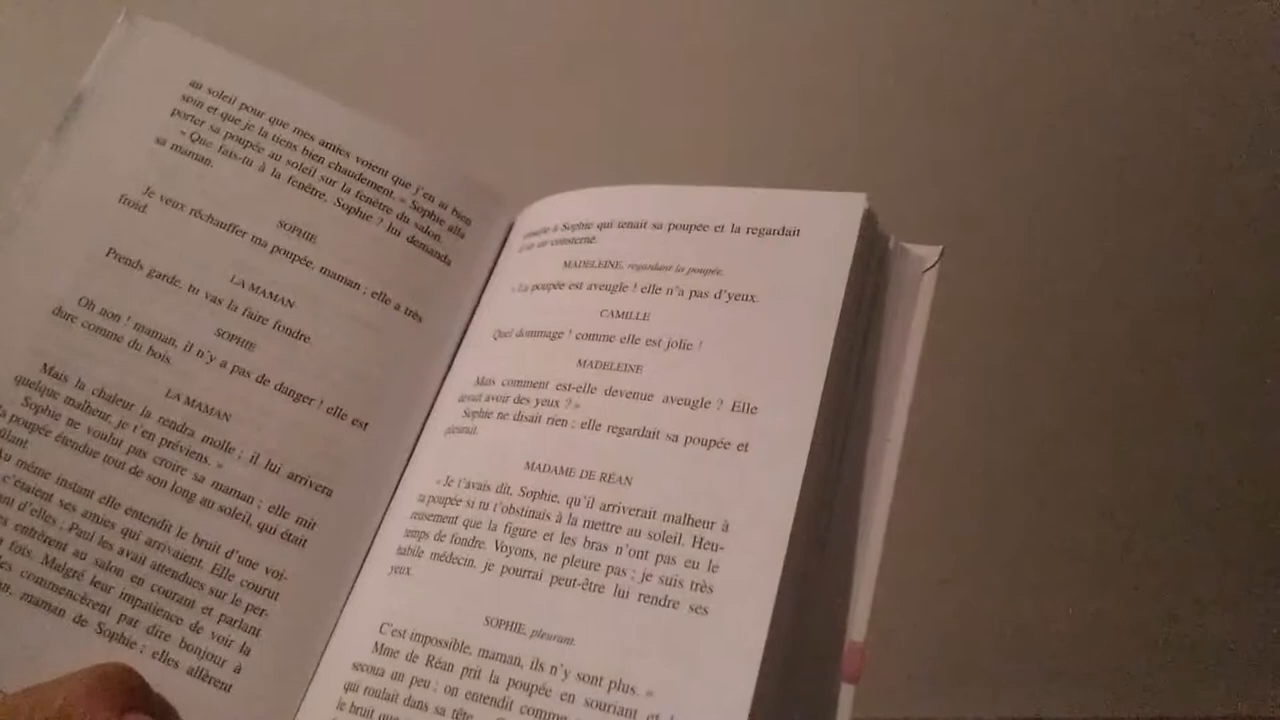 au soleil pour que mes amies voient que j'en ai bien
soin et que je la tiens bien chaudement. » Sophie alla
porter sa poupée au soleil sur la fenêtre du salon.
« Que fais-tu à la fenêtre, Sophie ? lui demanda
sa maman.
SOPHIE
Je veux réchauffer ma poupée, maman ; elle a très
froid.
LA MAMAN
Prends garde, tu vas la faire fondre.
SOPHIE
Oh non ! maman, il n'y a pas de danger ! elle est
dure comme du bois.
LA MAMAN
Mais la chaleur la rendra molle ; il lui arrivera
quelque malheur, je t'en préviens. »
Sophie ne voulut pas croire sa maman ; elle mit
la poupée étendue tout de son long au soleil, qui était
ûlant.
Au même instant elle entendit le bruit d'une voi-
c'étaient ses amies qui arrivaient. Elle courut
ant d'elles ; Paul les avait attendues sur le per-
es entrèrent au salon en courant et parlant
a fois. Malgré leur impatience de voir la
es commencèrent par dire bonjour à
an, maman de Sophie ; elles allèrent
ensuite à Sophie qui tenait sa poupée et la regardait
d'un air consterné.
MADELEINE, regardant la poupée.
« La poupée est aveugle ! elle n'a pas d'yeux.
CAMILLE
Quel dommage ! comme elle est jolie !
MADELEINE
Mais comment est-elle devenue aveugle ? Elle
devait avoir des yeux ? »
Sophie ne disait rien ; elle regardait sa poupée et
pleurait.
MADAME DE RÉAN
« Je t'avais dit, Sophie, qu'il arriverait malheur à
ta poupée si tu t'obstinais à la mettre au soleil. Heu-
reusement que la figure et les bras n'ont pas eu le
temps de fondre. Voyons, ne pleure pas ; je suis très
habile médecin, je pourrai peut-être lui rendre ses
yeux.
SOPHIE, pleurant.
C'est impossible, maman, ils n'y sont plus. »
Mme de Réan prit la poupée en souriant et l
secoua un peu ; on entendit comme
qui roulait dans sa tête.
le bruit que